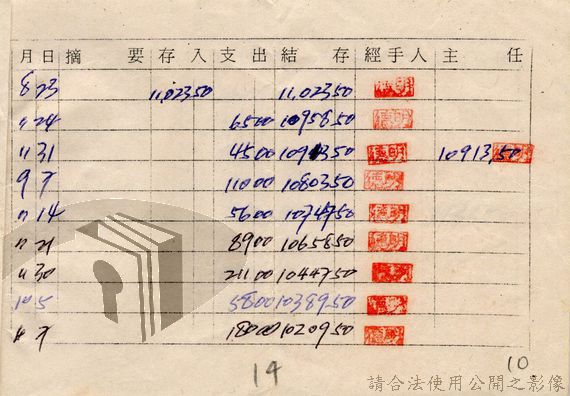 月 日 摘 要 存 入 支 出 結 存 經 手 人 主 任
8 23 11,023.50 11,023.50
〃 24 65.00 10958.50
〃 31 45.00 10913.50 10913.50
9 7 110.00 10803.50
〃 14 56.00 10747.50
〃 21 89.00 10658.50
〃 30 211.00 10447.50
10 5 58.00 10389.50
〃 7 180.00 10209.50
14
10
請合法使用公開之影像